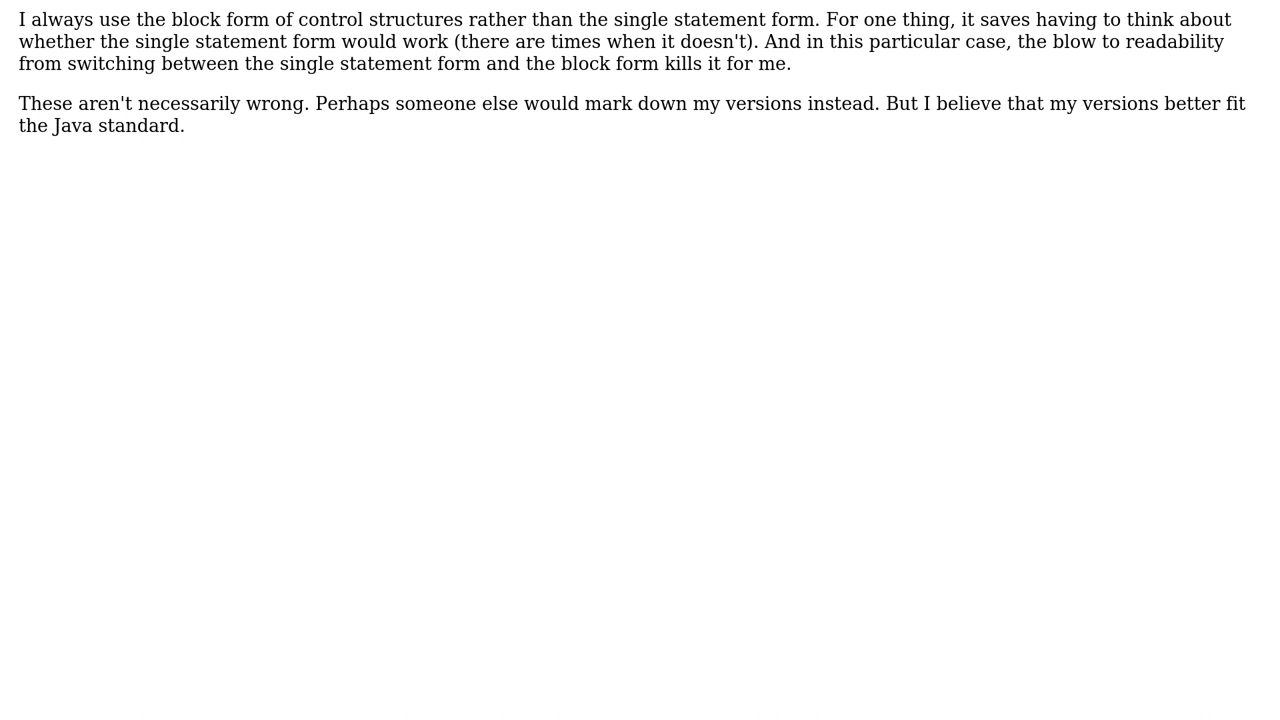 I always use the block form of control structures rather than the single statement form. For one thing, it saves having to think about
whether the single statement form would work (there are times when it doesn't). And in this particular case, the blow to readability
from switching between the single statement form and the block form kills it for me.
These aren't necessarily wrong. Perhaps someone else would mark down my versions instead. But I believe that my versions better fit
the Java standard.